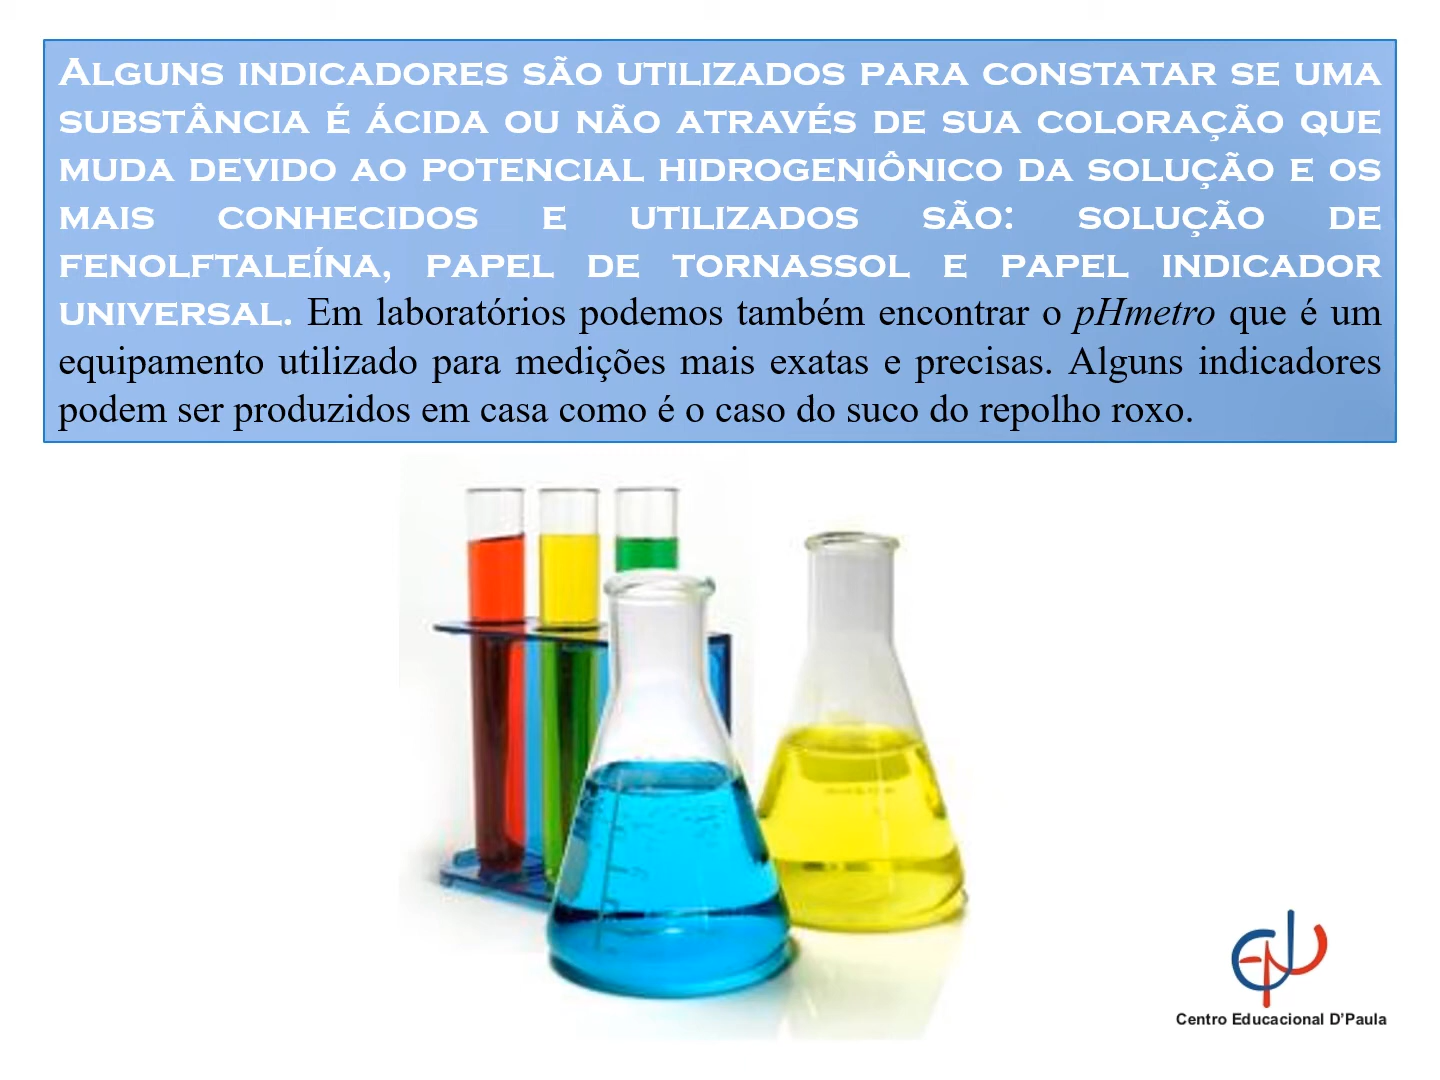 ALGUNS INDICADORES SÃO UTILIZADOS PARA CONSTATAR SE UMA
SUBSTÂNCIA É ÁCIDA OU NÃO ATRAVÉS DE SUA COLORAÇÃO QUE
MUDA DEVIDO AO POTENCIAL HIDROGENIÔNICO DA SOLUÇÃO E OS
MAIS CONHECIDOS E UTILIZADOS SÃO: SOLUÇÃO DE
FENOLFTALEÍNA, PAPEL DE TORNASSOL E PAPEL INDICADOR
UNIVERSAL. Em laboratórios podemos também encontrar o pHmetro que é um
equipamento utilizado para medições mais exatas e precisas. Alguns indicadores
podem ser produzidos em casa como é o caso do suco do repolho roxo.
Centro Educacional D'Paula